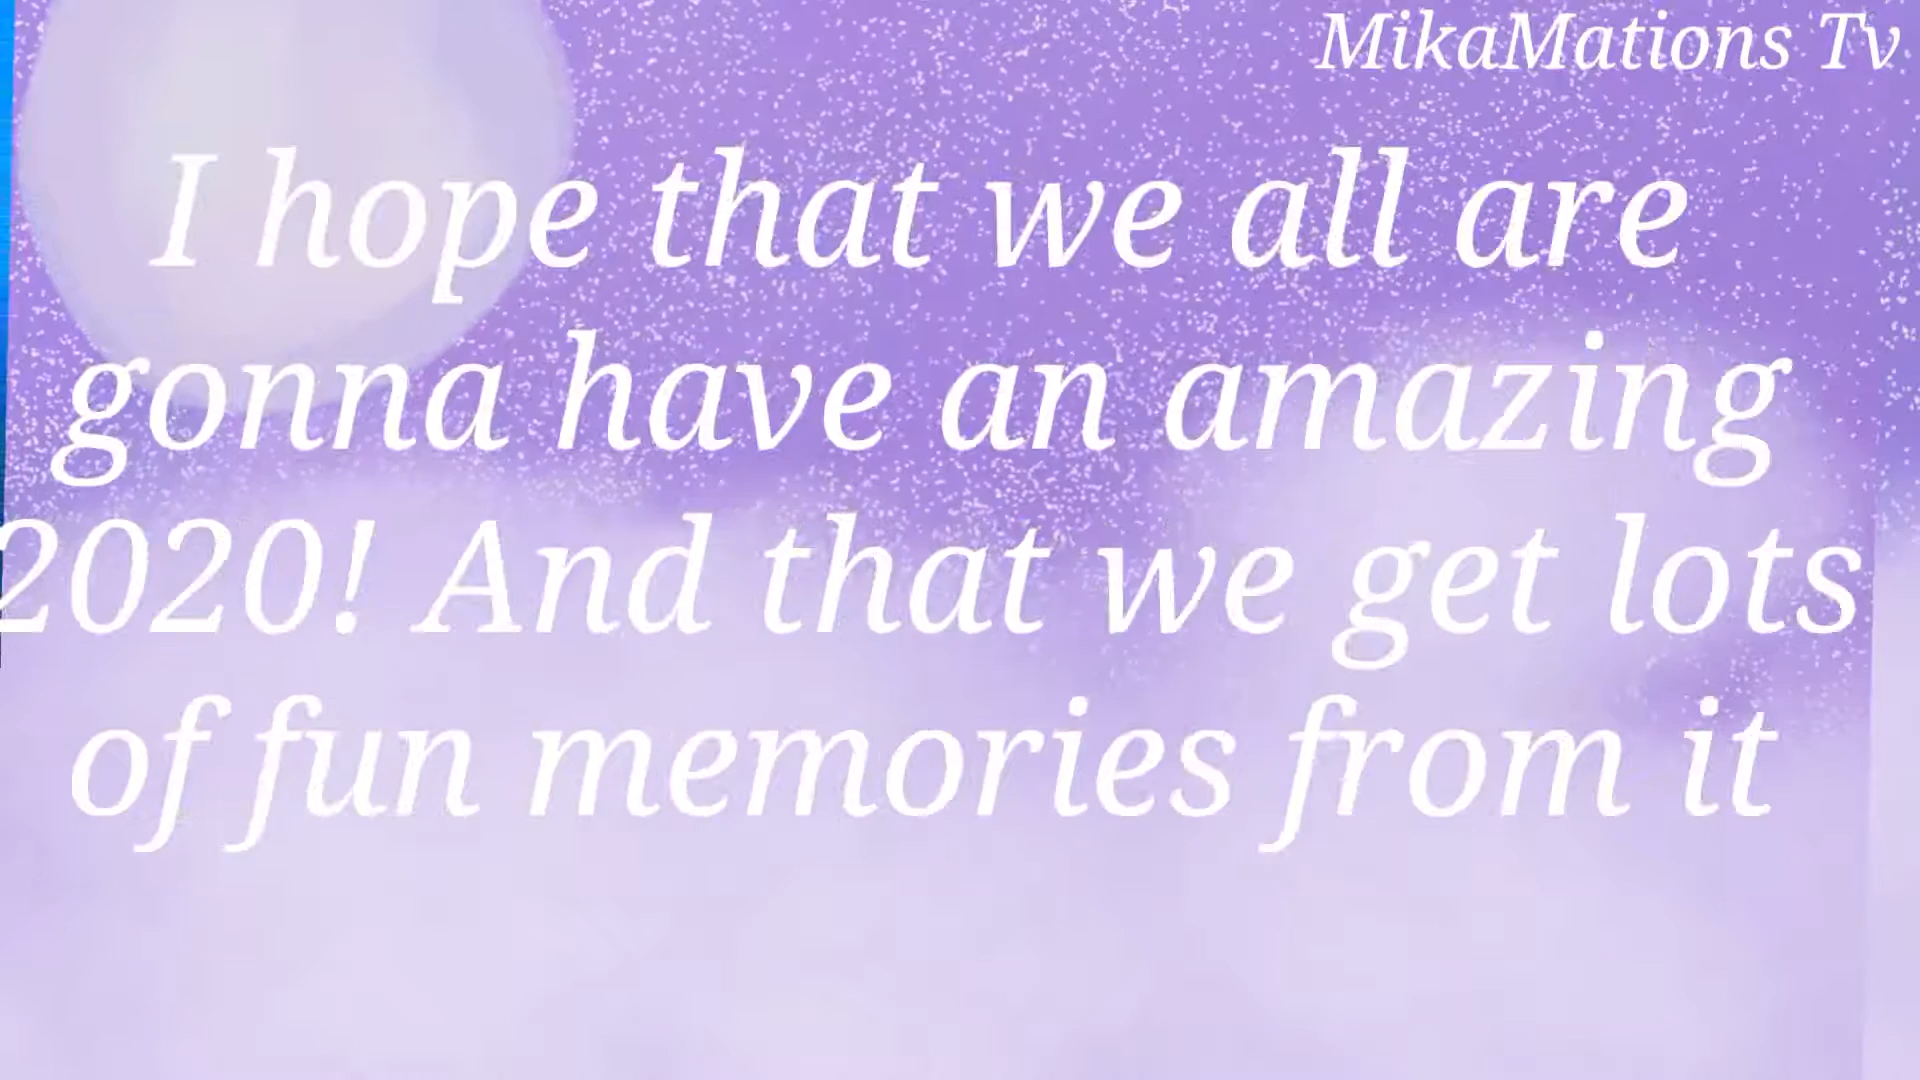 MikaMations Tv
I hope that we all are
gonna have an amazing
2020! And that we get lots
of fun memories from it